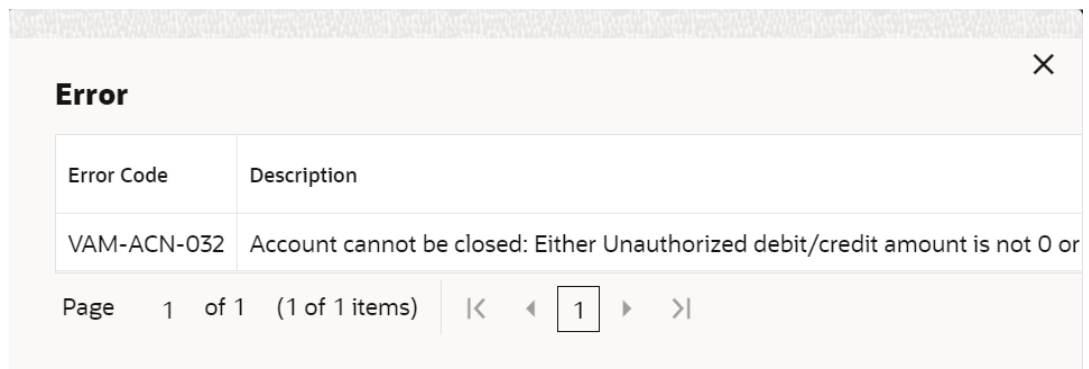 Error
Error Code Description
VAM-ACN-032 Account cannot be closed: Either Unauthorized debit/credit amount is not 0 or
Page 1 of 1 (1 of 1 items) 1